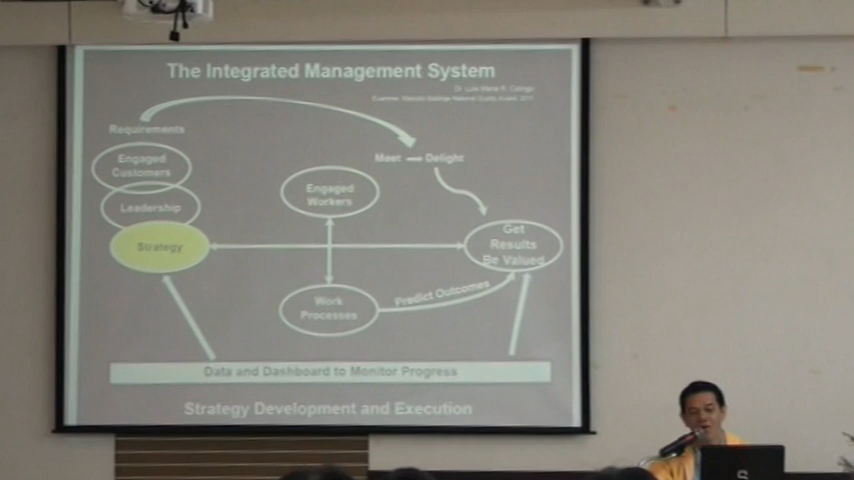 The Integrated Management System
Requirements
Engaged
Customers
Leadership
Strategy
Engaged
Workers
Meet — Delight
Get
Results
Be Valued
Work
Processes
Predict Outcomes
Data and Dashboard to Monitor Progress
Strategy Development and Execution